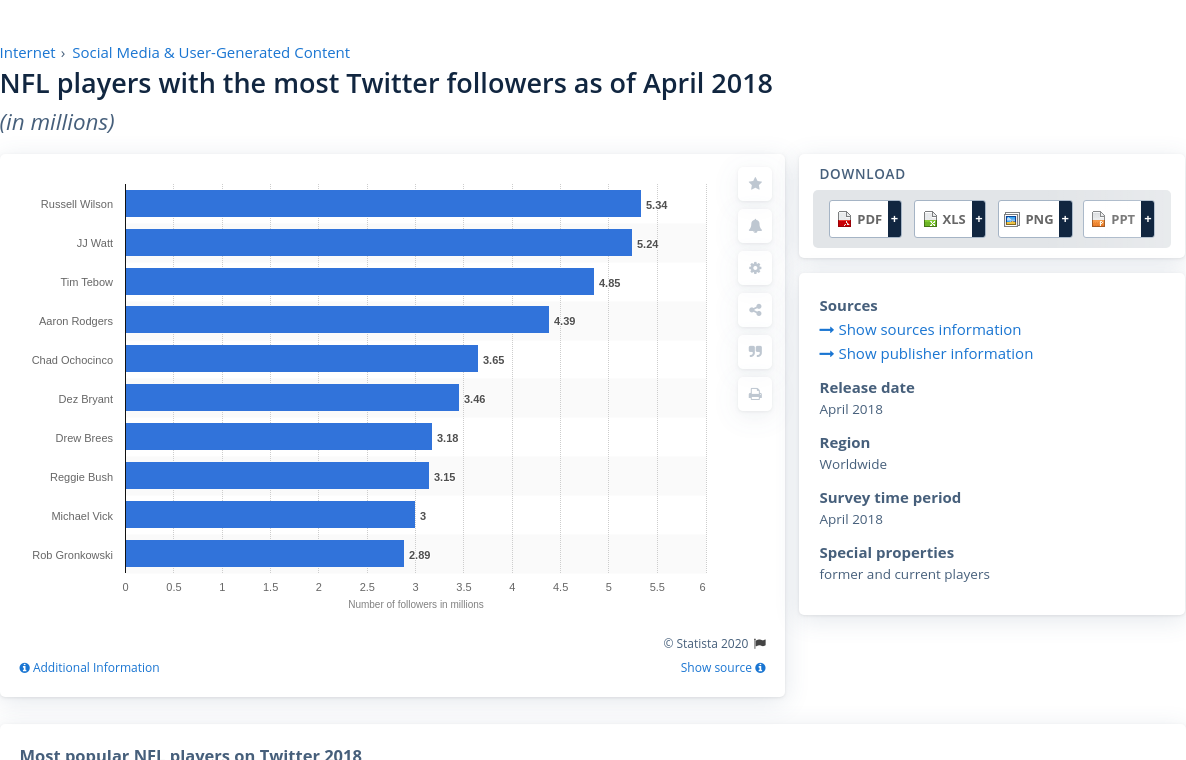 Internet › Social Media & User-Generated Content
NFL players with the most Twitter followers as of April 2018
(in millions)
Russell Wilson 5.34
JJ Watt 5.24
Tim Tebow 4.85
Aaron Rodgers 4.39
Chad Ochocinco 3.65
Dez Bryant 3.46
Drew Brees 3.18
Reggie Bush 3.15
Michael Vick 3
Rob Gronkowski 2.89
0 0.5 1 1.5 2 2.5 3 3.5 4 4.5 5 5.5 6
Number of followers in millions
© Statista 2020
Additional Information
Show source
DOWNLOAD
PDF + XLS + PNG + PPT +
Sources
Show sources information
Show publisher information
Release date
April 2018
Region
Worldwide
Survey time period
April 2018
Special properties
former and current players
Most popular NFL players on Twitter 2018